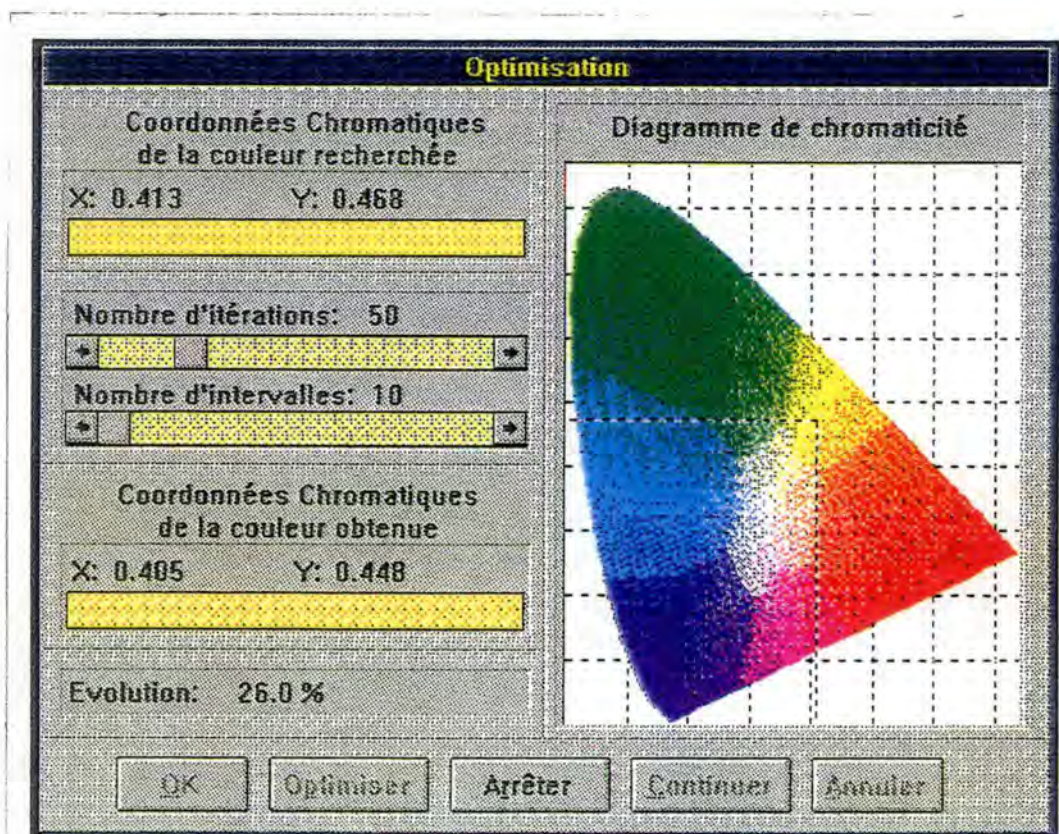 Optimisation
Coordonnées Chromatiques
de la couleur recherchée
X: 0.413 Y: 0.468
Nombre d'itérations: 50
Nombre d'intervalles: 10
Coordonnées Chromatiques
de la couleur obtenue
X: 0.405 Y: 0.448
Evolution: 26.0 %
Diagramme de chromaticité
OK Optimiser Arrêter Continuer Annuler